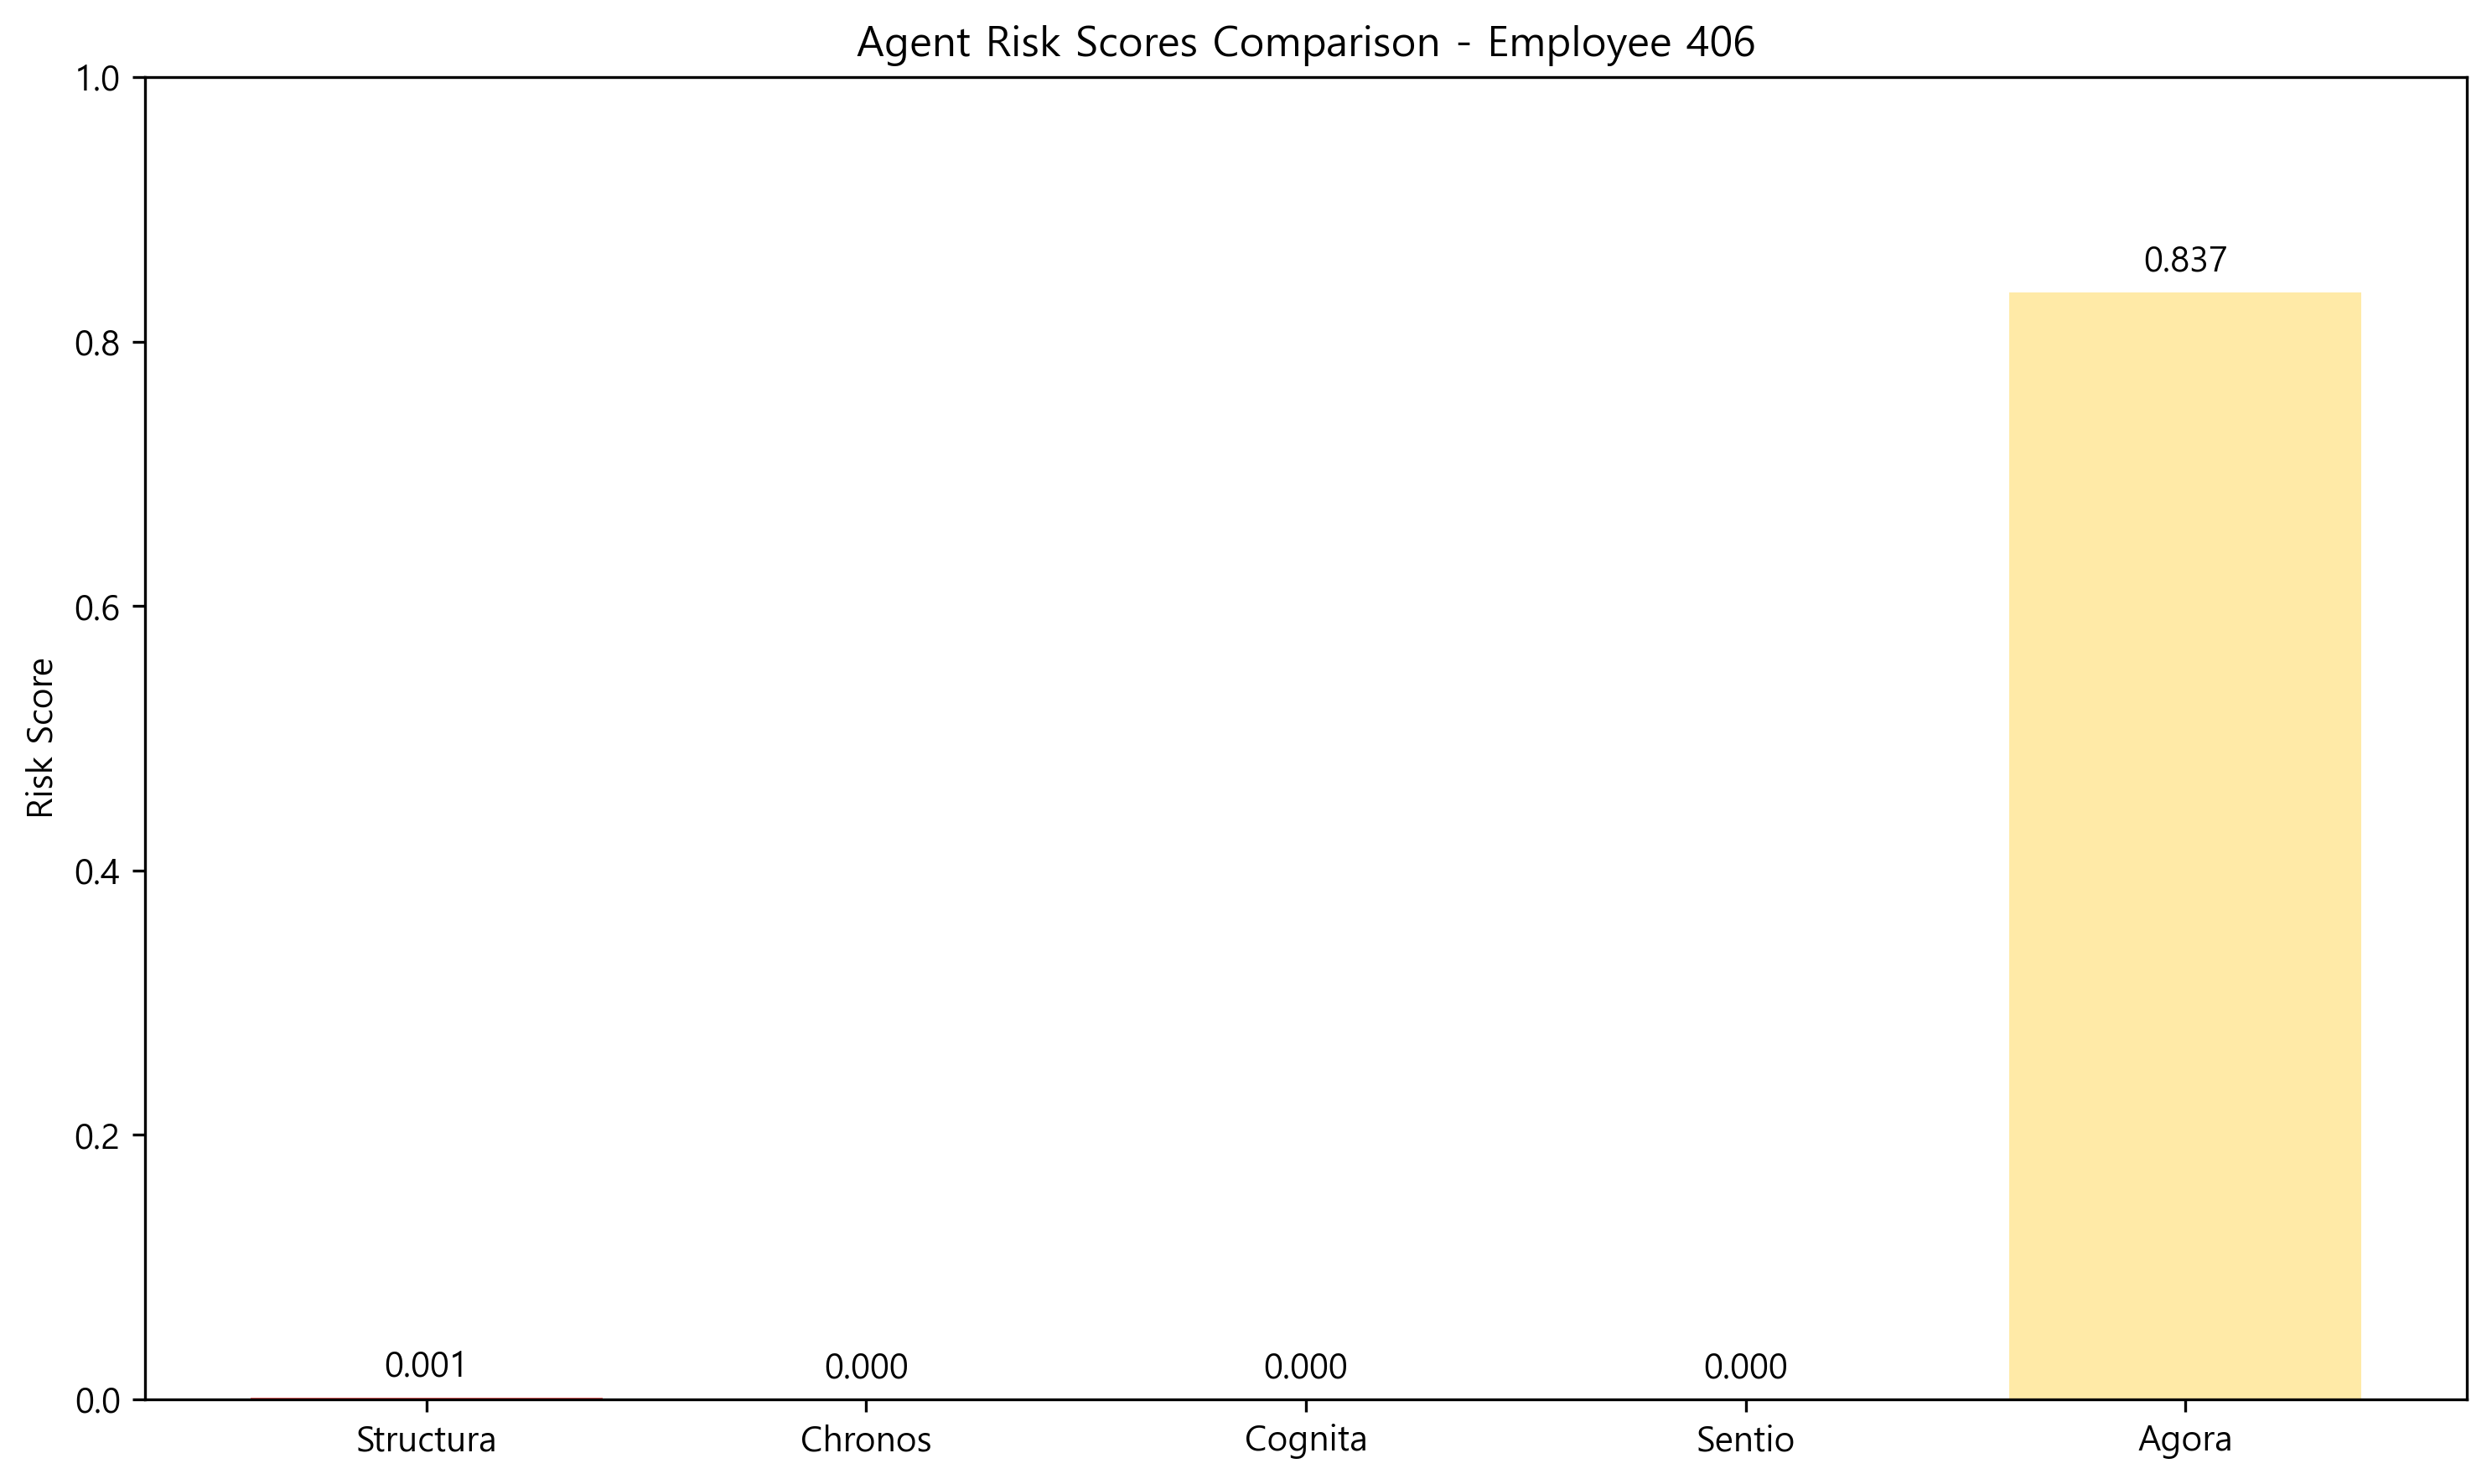 Agent Risk Scores Comparison - Employee 406
1.0
0.8
0.6
0.4
0.2
0.0
Risk Score
0.001
0.000
0.000
0.000
0.837
Structura
Chronos
Cognita
Sentio
Agora